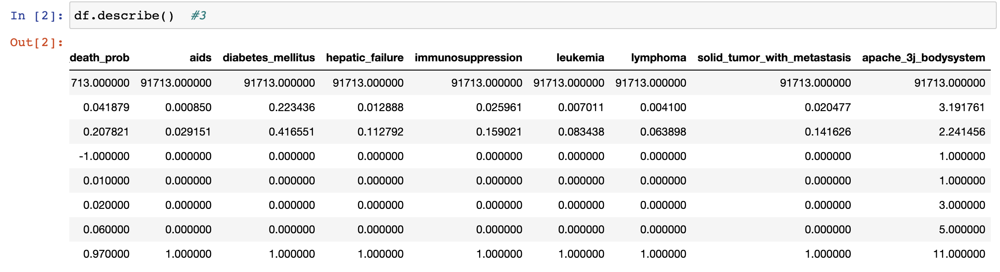 In [2]: df.describe()  #3
Out[2]:
_death_prob aids diabetes_mellitus hepatic_failure immunosuppression leukemia lymphoma solid_tumor_with_metastasis apache_3j_bodysystem
713.000000 91713.000000 91713.000000 91713.000000 91713.000000 91713.000000 91713.000000 91713.000000 91713.000000
0.041879 0.000850 0.223436 0.012888 0.025961 0.007011 0.004100 0.020477 3.191761
0.207821 0.029151 0.416551 0.112792 0.159021 0.083438 0.063898 0.141626 2.241456
-1.000000 0.000000 0.000000 0.000000 0.000000 0.000000 0.000000 0.000000 1.000000
0.010000 0.000000 0.000000 0.000000 0.000000 0.000000 0.000000 0.000000 1.000000
0.020000 0.000000 0.000000 0.000000 0.000000 0.000000 0.000000 0.000000 3.000000
0.060000 0.000000 0.000000 0.000000 0.000000 0.000000 0.000000 0.000000 5.000000
0.970000 1.000000 1.000000 1.000000 1.000000 1.000000 1.000000 1.000000 11.000000